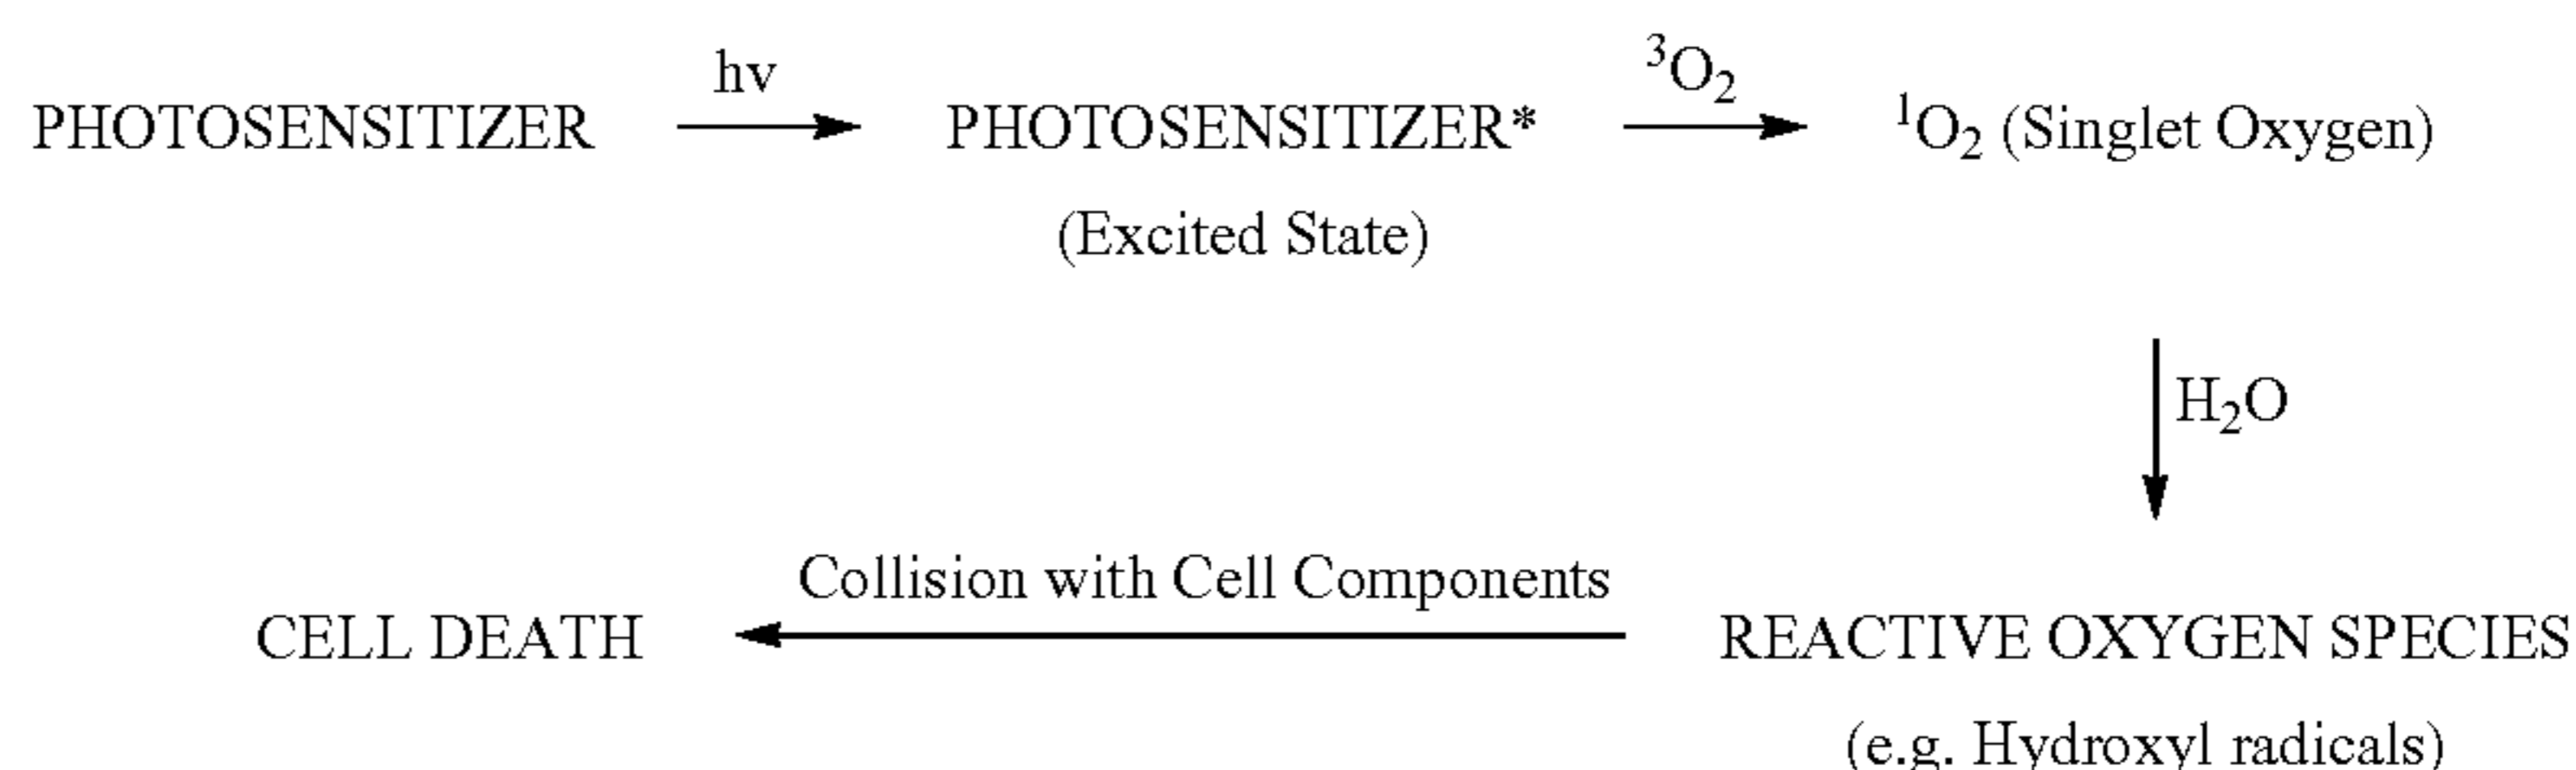 hν
³O₂
PHOTOSENSITIZER
PHOTOSENSITIZER*
¹O₂ (Singlet Oxygen)
(Excited State)
H₂O
Collision with Cell Components
CELL DEATH
REACTIVE OXYGEN SPECIES
(e.g. Hydroxyl radicals)